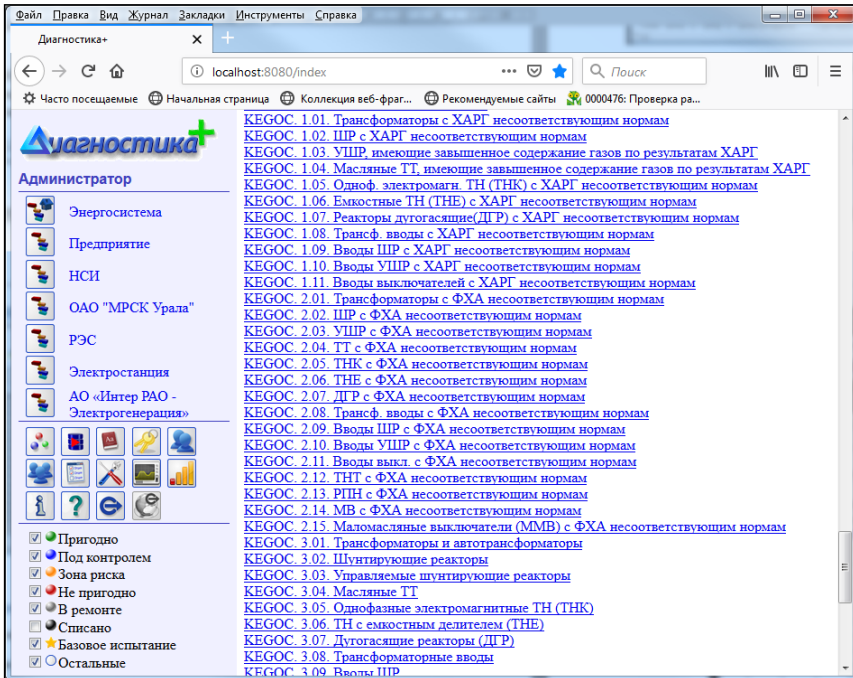 Файл Правка Вид Журнал Закладки Инструменты Справка
Диагностика+
localhost:8080/index
Поиск
Часто посещаемые Начальная страница Коллекция веб-фраг... Рекомендуемые сайты 0000476: Проверка ра...
Диагностика+
Администратор
Энергосистема
Предприятие
НСИ
ОАО "МРСК Урала"
РЭС
Электростанция
АО «Интер РАО -
Электрогенерация»
Пригодно
Под контролем
Зона риска
Не пригодно
В ремонте
Списано
Базовое испытание
Остальные
KEGOC. 1.01. Трансформаторы с ХАРГ несоответствующим нормам
KEGOC. 1.02. ШР с ХАРГ несоответствующим нормам
KEGOC. 1.03. УШР, имеющие завышенное содержание газов по результатам ХАРГ
KEGOC. 1.04. Масляные ТТ, имеющие завышенное содержание газов по результатам ХАРГ
KEGOC. 1.05. Одноф. электромагн. ТН (ТНК) с ХАРГ несоответствующим нормам
KEGOC. 1.06. Емкостные ТН (ТНЕ) с ХАРГ несоответствующим нормам
KEGOC. 1.07. Реакторы дугогасящие(ДГР) с ХАРГ несоответствующим нормам
KEGOC. 1.08. Трансф. вводы с ХАРГ несоответствующим нормам
KEGOC. 1.09. Вводы ШР с ХАРГ несоответствующим нормам
KEGOC. 1.10. Вводы УШР с ХАРГ несоответствующим нормам
KEGOC. 1.11. Вводы выключателей с ХАРГ несоответствующим нормам
KEGOC. 2.01. Трансформаторы с ФХА несоответствующим нормам
KEGOC. 2.02. ШР с ФХА несоответствующим нормам
KEGOC. 2.03. УШР с ФХА несоответствующим нормам
KEGOC. 2.04. ТТ с ФХА несоответствующим нормам
KEGOC. 2.05. ТНК с ФХА несоответствующим нормам
KEGOC. 2.06. ТНЕ с ФХА несоответствующим нормам
KEGOC. 2.07. ДГР с ФХА несоответствующим нормам
KEGOC. 2.08. Трансф. вводы с ФХА несоответствующим нормам
KEGOC. 2.09. Вводы ШР с ФХА несоответствующим нормам
KEGOC. 2.10. Вводы УШР с ФХА несоответствующим нормам
KEGOC. 2.11. Вводы выкл. с ФХА несоответствующим нормам
KEGOC. 2.12. ТНТ с ФХА несоответствующим нормам
KEGOC. 2.13. РПН с ФХА несоответствующим нормам
KEGOC. 2.14. МВ с ФХА несоответствующим нормам
KEGOC. 2.15. Маломасляные выключатели (ММВ) с ФХА несоответствующим нормам
KEGOC. 3.01. Трансформаторы и автотрансформаторы
KEGOC. 3.02. Шунтирующие реакторы
KEGOC. 3.03. Управляемые шунтирующие реакторы
KEGOC. 3.04. Масляные ТТ
KEGOC. 3.05. Однофазные электромагнитные ТН (ТНК)
KEGOC. 3.06. ТН с емкостным делителем (ТНЕ)
KEGOC. 3.07. Дугогасящие реакторы (ДГР)
KEGOC. 3.08. Трансформаторные вводы
KEGOC. 3.09. Вводы ШР